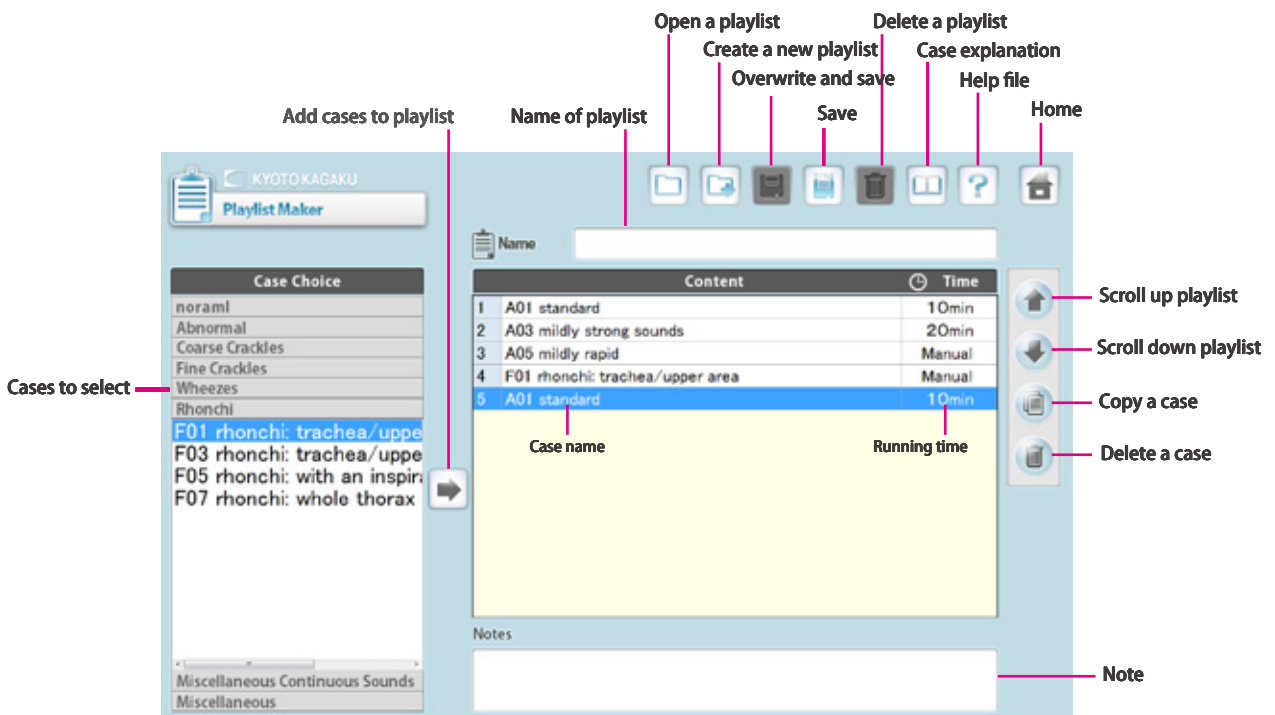 Open a playlist
Delete a playlist
Create a new playlist
Case explanation
Overwrite and save
Help file
Add cases to playlist
Name of playlist
Save
Home
KYOTO KAGAKU
Playlist Maker
Name
Case Choice
Content
Time
noraml
Abnormal
Coarse Crackles
Fine Crackles
Wheezes
Rhonchi
F01 rhonchi: trachea/uppe
F03 rhonchi: trachea/uppe
F05 rhonchi: with an inspir
F07 rhonchi: whole thorax
Miscellaneous Continuous Sounds
Miscellaneous
Cases to select
1 A01 standard 10min
2 A03 mildly strong sounds 20min
3 A05 mildly rapid Manual
4 F01 rhonchi: trachea/upper area Manual
5 A01 standard 10min
Case name
Running time
Scroll up playlist
Scroll down playlist
Copy a case
Delete a case
Notes
Note